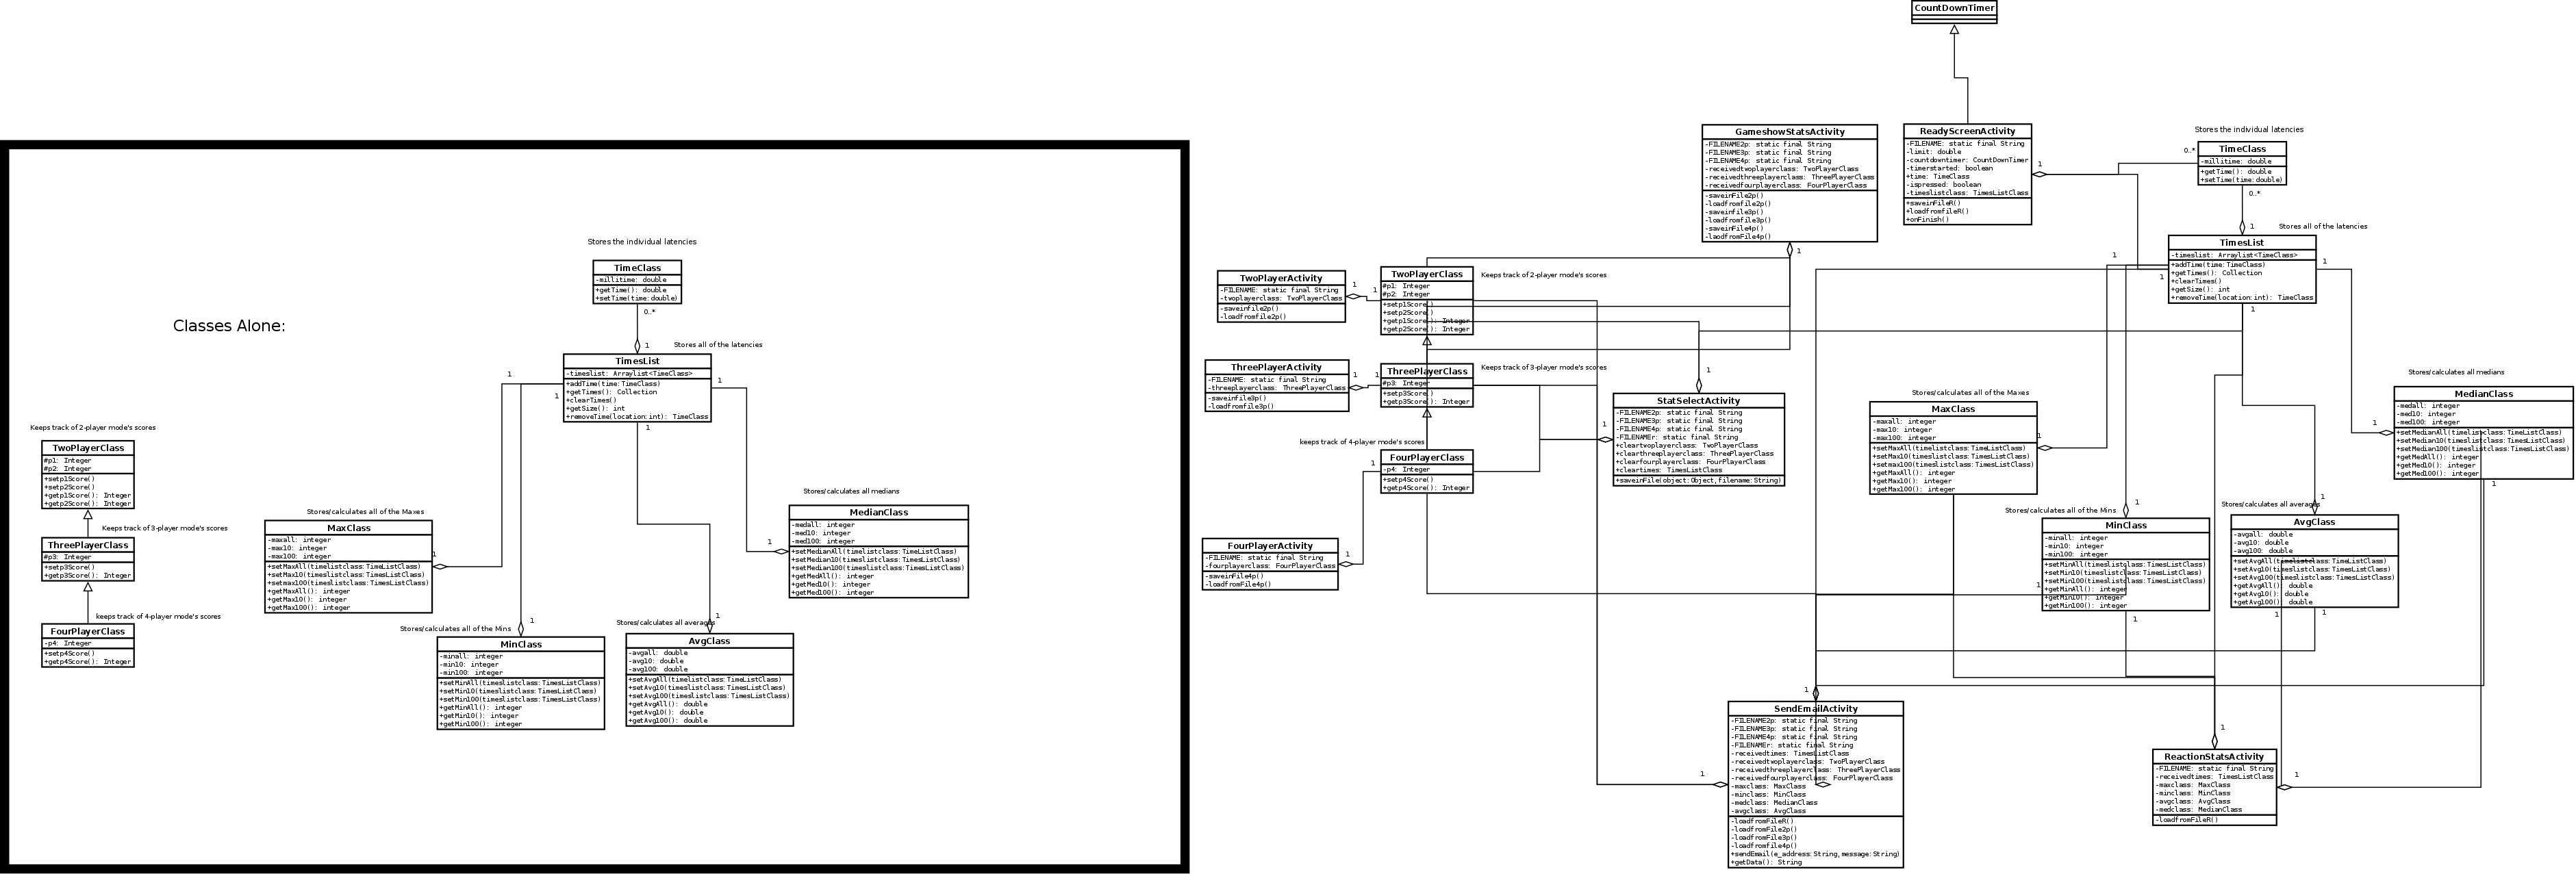 Classes Alone:
Stores the individual latencies
TimeClass
-millitime: double
+getTime(): double
+setTime(time:double)
0..*
1
Stores all of the latencies
TimesList
-timeslist: Arraylist<TimeClass>
+addTime(time:TimeClass)
+getTimes(): Collection
+clearTimes()
+getSize(): int
+removeTime(location:int): TimeClass
1
1
1
1
Keeps track of 2-player mode's scores
TwoPlayerClass
#p1: Integer
#p2: Integer
+setp1Score()
+setp2Score()
+getp1Score(): Integer
+getp2Score(): Integer
Keeps track of 3-player mode's scores
ThreePlayerClass
#p3: Integer
+setp3Score()
+getp3Score(): Integer
keeps track of 4-player mode's scores
FourPlayerClass
-p4: Integer
+setp4Score()
+getp4Score(): Integer
Stores/calculates all of the Maxes
MaxClass
-maxall: integer
-max10: integer
-max100: integer
+setMaxAll(timeslistclass:TimeListClass)
+setMax10(timeslistclass:TimesListClass)
+setmax100(timeslistclass:TimesListClass)
+getMaxAll(): integer
+getMax10(): integer
+getMax100(): integer
1
Stores/calculates all medians
MedianClass
-medall: integer
-med10: integer
-med100: integer
+setMedianAll(timelistclass:TimeListClass)
+setMedian10(timeslistclass:TimesListClass)
+setMedian100(timeslistclass:TimesListClass)
+getMedAll(): integer
+getMed10(): integer
+getMed100(): integer
1
Stores/calculates all of the Mins
1
MinClass
-minall: integer
-min10: integer
-min100: integer
+setMinAll(timeslistclass:TimesListClass)
+setMin10(timeslistclass:TimesListClass)
+setMin100(timeslistclass:TimesListClass)
+getMinAll(): integer
+getMin10(): integer
+getMin100(): integer
Stores/calculates all averages
1
AvgClass
-avgall: double
-avg10: double
-avg100: double
+setAvgAll(timelistclass:TimesListClass)
+setAvg10(timeslistclass:TimesListClass)
+setAvg100(timeslistclass:TimesListClass)
+getAvgAll(): double
+getAvg10(): double
+getAvg100(): double
CountDownTimer
GameshowStatsActivity
-FILENAME2p: static final String
-FILENAME3p: static final String
-FILENAME4p: static final String
-receivedtwoplayerclass: TwoPlayerClass
-receivedthreeplayerclass: ThreePlayerClass
-receivedfourplayerclass: FourPlayerClass
-saveinFile2p()
-loadfromfile2p()
-saveinfile3p()
-loadfromfile3p()
-saveinFile4p()
-laodfromFile4p()
1
ReadyScreenActivity
-FILENAME: static final String
-limit: double
-countdowntimer: CountDownTimer
-timerstarted: boolean
+time: TimeClass
-ispressed: boolean
-timeslistclass: TimesListClass
+saveinFileR()
+loadfromfileR()
+onFinish()
1
Stores the individual latencies
0..*
TimeClass
-millitime: double
+getTime(): double
+setTime(time:double)
0..*
1
Stores all of the latencies
TimesList
-timeslist: Arraylist<TimeClass>
+addTime(time:TimeClass)
+getTimes(): Collection
+clearTimes()
+getSize(): int
+removeTime(location:int): TimeClass
1
1
1
1
TwoPlayerActivity
-FILENAME: static final String
-twoplayerclass: TwoPlayerClass
-saveinfile2p()
-loadfromfile2p()
1
1
TwoPlayerClass
#p1: Integer
#p2: Integer
+setp1Score()
+setp2Score()
+getp1Score(): Integer
+getp2Score(): Integer
Keeps track of 2-player mode's scores
ThreePlayerActivity
-FILENAME: static final String
-threeplayerclass: ThreePlayerClass
-saveinfile3p()
-loadfromfile3p()
1
1
ThreePlayerClass
#p3: Integer
+setp3Score()
+getp3Score(): Integer
Keeps track of 3-player mode's scores
keeps track of 4-player mode's scores
1
FourPlayerClass
-p4: Integer
+setp4Score()
+getp4Score(): Integer
FourPlayerActivity
-FILENAME: static final String
-fourplayerclass: FourPlayerClass
-saveinFile4p()
-loadfromFile4p()
1
1
StatSelectActivity
-FILENAME2p: static final String
-FILENAME3p: static final String
-FILENAME4p: static final String
-FILENAMEr: static final String
+cleartwoplayerclass: TwoPlayerClass
+clearthreeplayerclass: ThreePlayerClass
+clearfourplayerclass: FourPlayerClass
+cleartimes: TimesListClass
+saveinFile(object:Object,filename:String)
1
Stores/calculates all of the Maxes
MaxClass
-maxall: integer
-max10: integer
-max100: integer
+setMaxAll(timeslistclass:TimeListClass)
+setMax10(timeslistclass:TimesListClass)
+setmax100(timeslistclass:TimesListClass)
+getMaxAll(): integer
+getMax10(): integer
+getMax100(): integer
1
Stores/calculates all medians
MedianClass
-medall: integer
-med10: integer
-med100: integer
+setMedianAll(timelistclass:TimeListClass)
+setMedian10(timeslistclass:TimesListClass)
+setMedian100(timeslistclass:TimesListClass)
+getMedAll(): integer
+getMed10(): integer
+getMed100(): integer
1
1
Stores/calculates all of the Mins
1
MinClass
-minall: integer
-min10: integer
-min100: integer
+setMinAll(timeslistclass:TimesListClass)
+setMin10(timeslistclass:TimesListClass)
+setMin100(timeslistclass:TimesListClass)
+getMinAll(): integer
+getMin10(): integer
+getMin100(): integer
1
1
Stores/calculates all averages
1
AvgClass
-avgall: double
-avg10: double
-avg100: double
+setAvgAll(timelistclass:TimesListClass)
+setAvg10(timeslistclass:TimesListClass)
+setAvg100(timeslistclass:TimesListClass)
+getAvgAll(): double
+getAvg10(): double
+getAvg100(): double
1
1
1
1
SendEmailActivity
-FILENAME2p: static final String
-FILENAME3p: static final String
-FILENAME4p: static final String
-FILENAMEr: static final String
-receivedtimes: TimesListClass
-receivedtwoplayerclass: TwoPlayerClass
-receivedthreeplayerclass: ThreePlayerClass
-receivedfourplayerclass: FourPlayerClass
-maxclass: MaxClass
-minclass: MinClass
-medclass: MedianClass
-avgclass: AvgClass
-loadfromFileR()
-loadfromFile2p()
-loadfromFile3p()
-loadfromfile4p()
+sendEmail(e_address:String,message:String)
+getData(): String
1
ReactionStatsActivity
-FILENAME: static final String
-receivedtimes: TimesListClass
-maxclass: MaxClass
-minclass: MinClass
-avgclass: AvgClass
-medclass: MedianClass
-loadfromFileR()
1